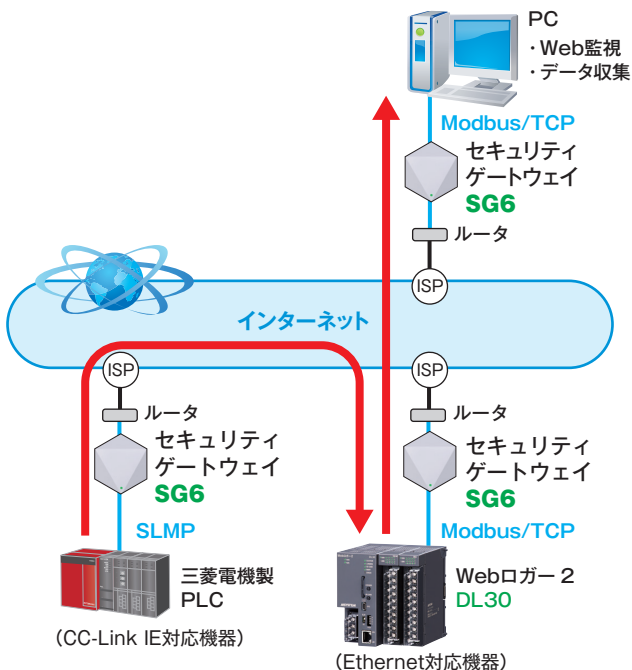 PC
・Web監視
・データ収集
Modbus/TCP
セキュリティ
ゲートウェイ
SG6
ルータ
ISP
インターネット
ISP
ルータ
セキュリティ
ゲートウェイ
SG6
SLMP
三菱電機製
PLC
(CC-Link IE対応機器)
ISP
ルータ
セキュリティ
ゲートウェイ
SG6
Modbus/TCP
Webロガー 2
DL30
(Ethernet対応機器)